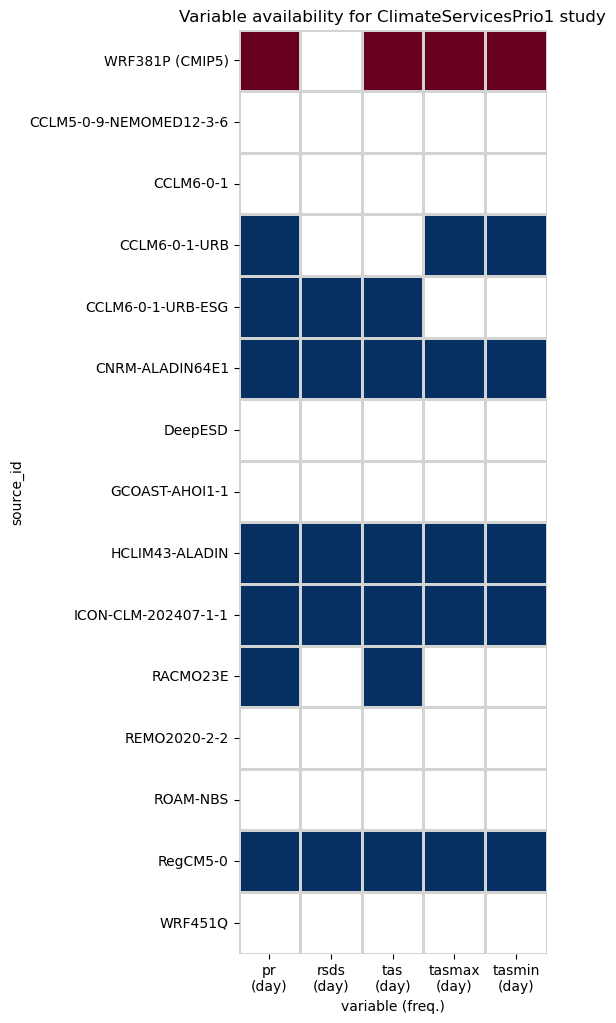 Variable availability for ClimateServicesPrio1 study
WRF381P (CMIP5)
CCLM5-0-9-NEMOMED12-3-6
CCLM6-0-1
CCLM6-0-1-URB
CCLM6-0-1-URB-ESG
CNRM-ALADIN64E1
DeepESD
GCOAST-AHOI1-1
HCLIM43-ALADIN
ICON-CLM-202407-1-1
RACMO23E
REMO2020-2-2
ROAM-NBS
RegCM5-0
WRF451Q
source_id
pr rsds tas tasmax tasmin
(day) (day) (day) (day) (day)
variable (freq.)